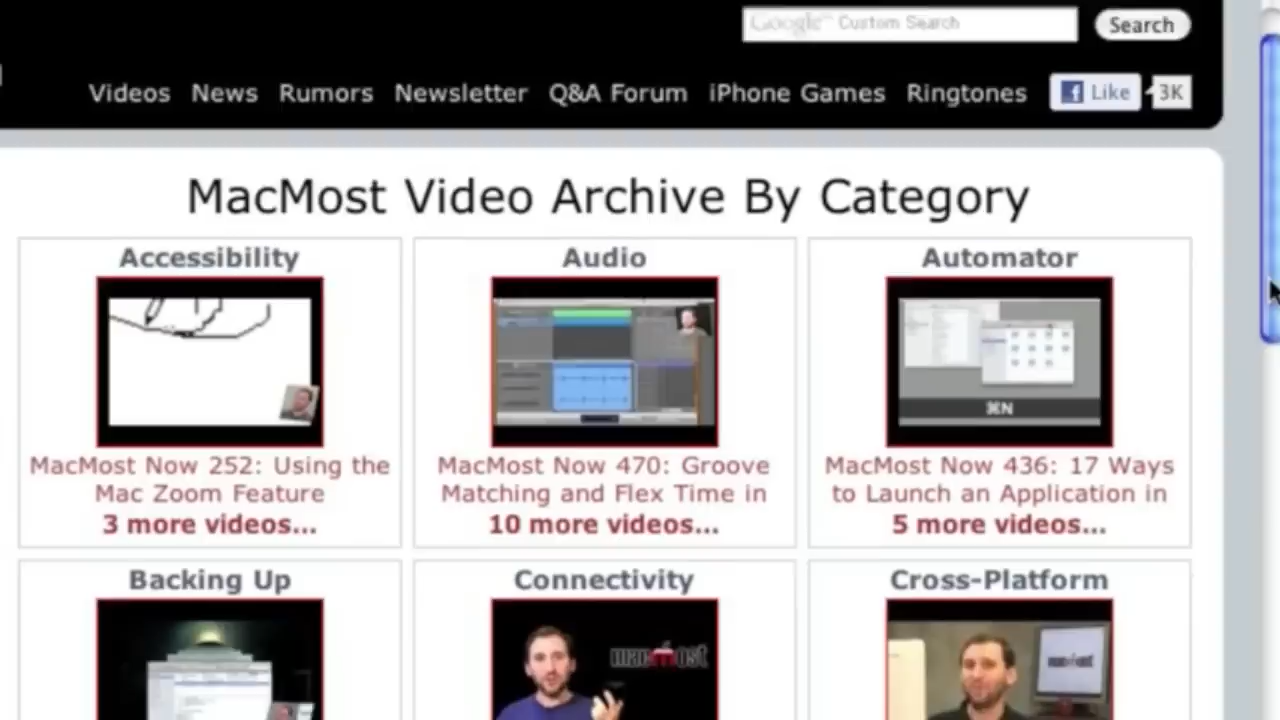 Google™ Custom Search
Search
Videos News Rumors Newsletter Q&A Forum iPhone Games Ringtones Like 3K
MacMost Video Archive By Category
Accessibility
Audio
Automator
⌘N
MacMost Now 252: Using the
Mac Zoom Feature
3 more videos...
MacMost Now 470: Groove
Matching and Flex Time in
10 more videos...
MacMost Now 436: 17 Ways
to Launch an Application in
5 more videos...
Backing Up
Connectivity
Cross-Platform
macmost
macmost